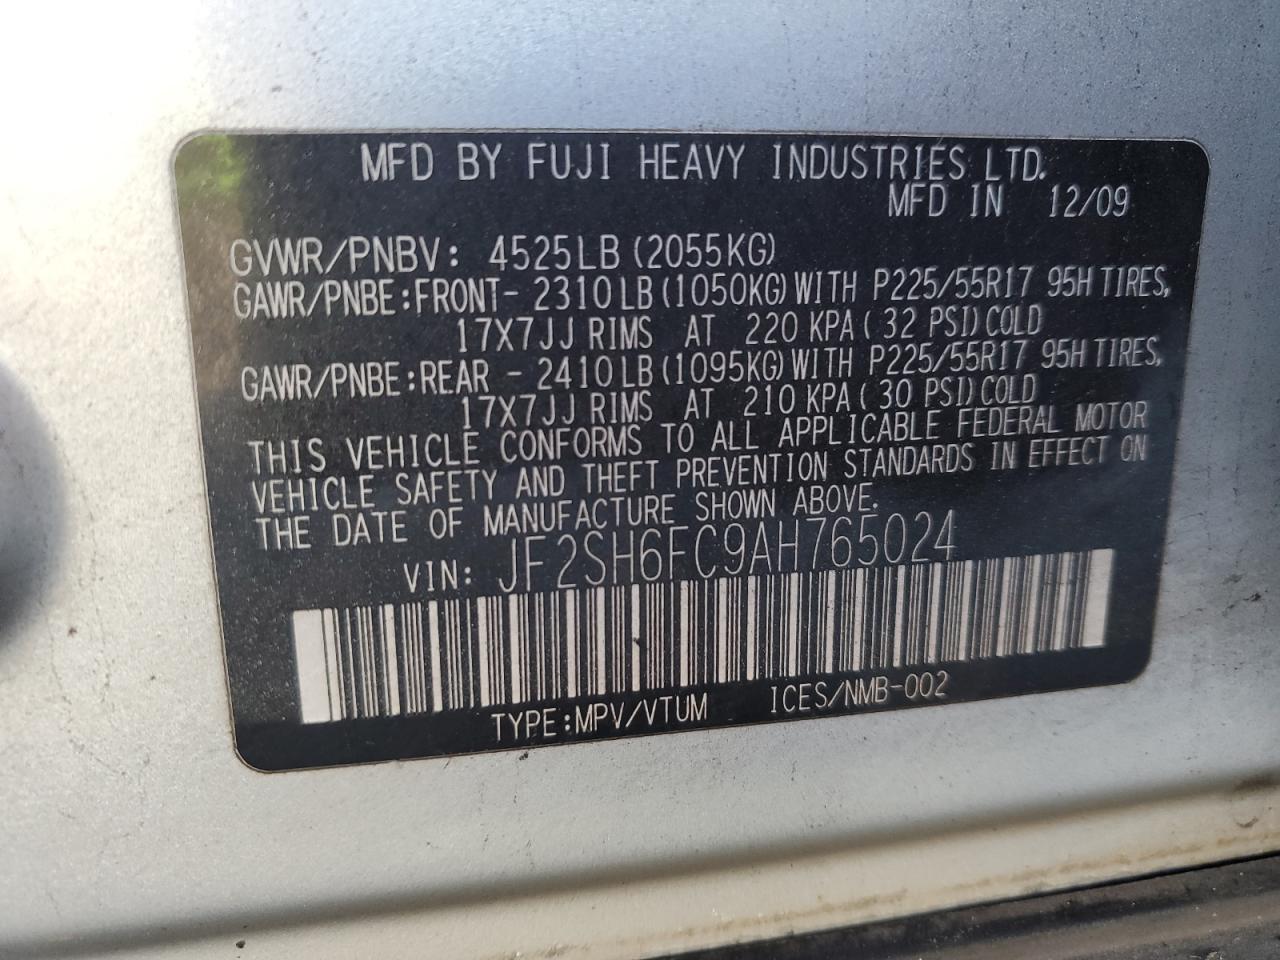 MFD BY FUJI HEAVY INDUSTRIES LTD.
MFD IN 12/09
GVWR/PNBV: 4525LB (2055KG)
GAWR/PNBE:FRONT- 2310LB(1050KG)WITH P225/55R17 95H TIRES,
17X7JJ RIMS AT 220 KPA( 32 PSI)COLD
GAWR/PNBE:REAR - 2410LB(1095KG)WITH P225/55R17 95H TIRES,
17X7JJ RIMS AT 210 KPA( 30 PSI)COLD
THIS VEHICLE CONFORMS TO ALL APPLICABLE FEDERAL MOTOR
VEHICLE SAFETY AND THEFT PREVENTION STANDARDS IN EFFECT ON
THE DATE OF MANUFACTURE SHOWN ABOVE.
VIN: JF2SH6FC9AH765024
TYPE:MPV/VTUM ICES/NMB-002